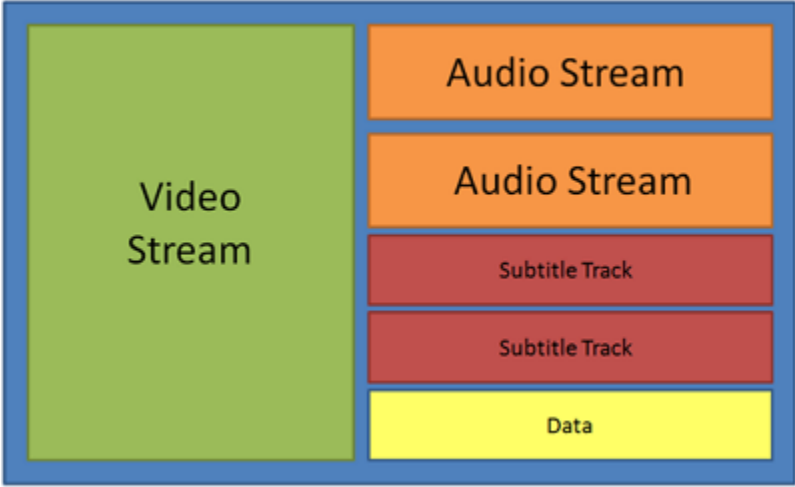 Video
Stream
Audio Stream
Audio Stream
Subtitle Track
Subtitle Track
Data